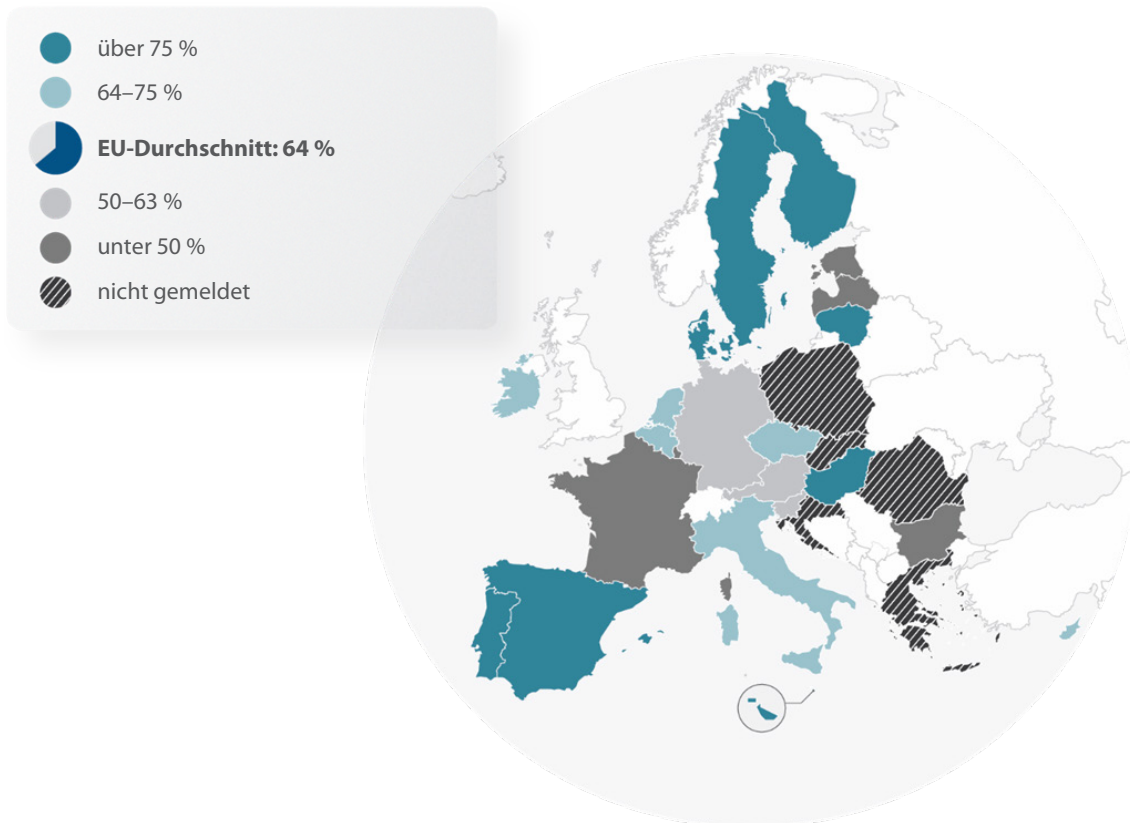 über 75 %
64–75 %
EU-Durchschnitt: 64 %
50–63 %
unter 50 %
nicht gemeldet